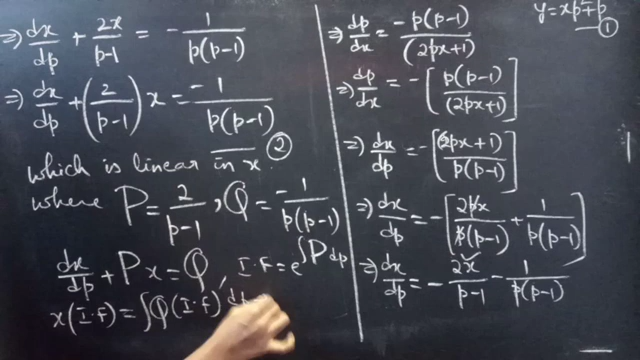 y = xp²+p
①
⇒ dp/dx = -p(p-1)/(2px+1)
⇒ dp/dx = -[p(p-1)/(2px+1)]
⇒ dx/dp = -[(2px+1)/p(p-1)]
⇒ dx/dp = -[2px/p(p-1) + 1/p(p-1)]
⇒ dx/dp = - 2x/p-1 - 1/p(p-1)
⇒ dx/dp + 2x/p-1 = - 1/p(p-1)
⇒ dx/dp + (2/p-1) x = -1/p(p-1)
②
which is linear in x.
where P = 2/p-1, Q = -1/p(p-1)
dx/dp + Px = Q, I.F = e^∫P dp
x(I.F) = ∫Q(I.F)